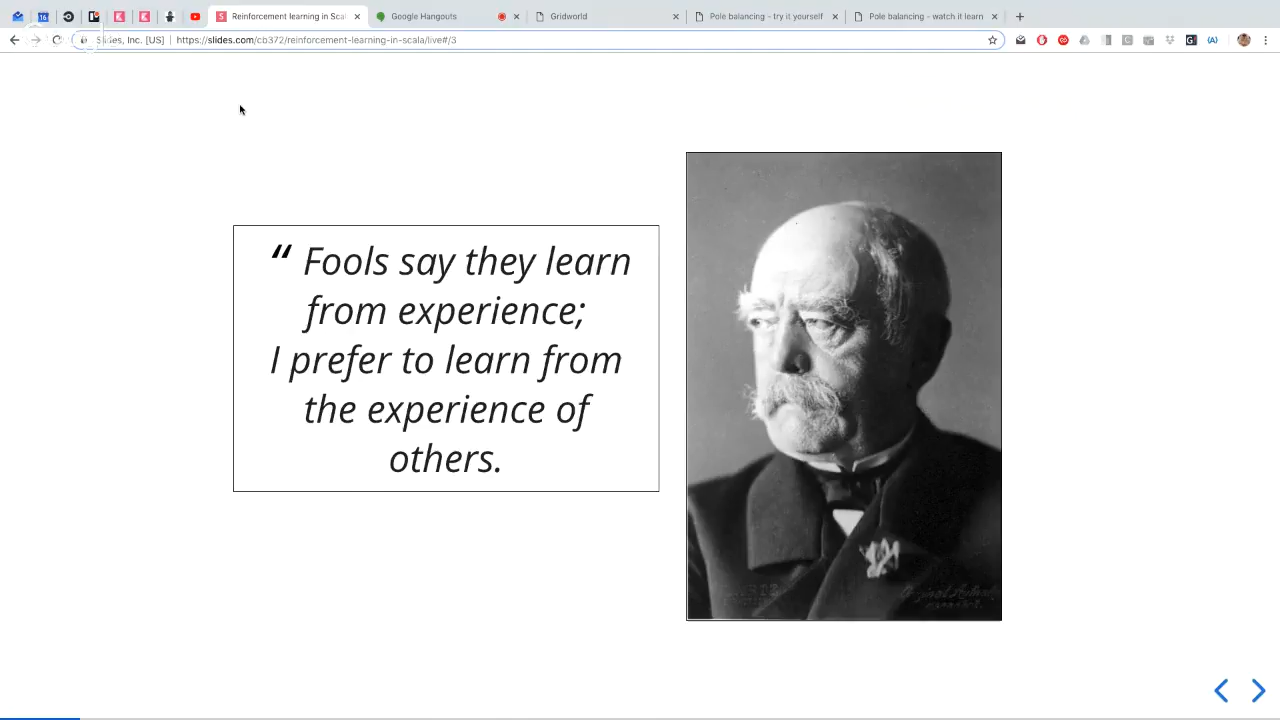 Reinforcement learning in Scal
Google Hangouts
Gridworld
Pole balancing - try it yourself
Pole balancing - watch it learn
Slides, Inc. [US] | https://slides.com/cb372/reinforcement-learning-in-scala/live#/3
“ Fools say they learn
from experience;
I prefer to learn from
the experience of
others.